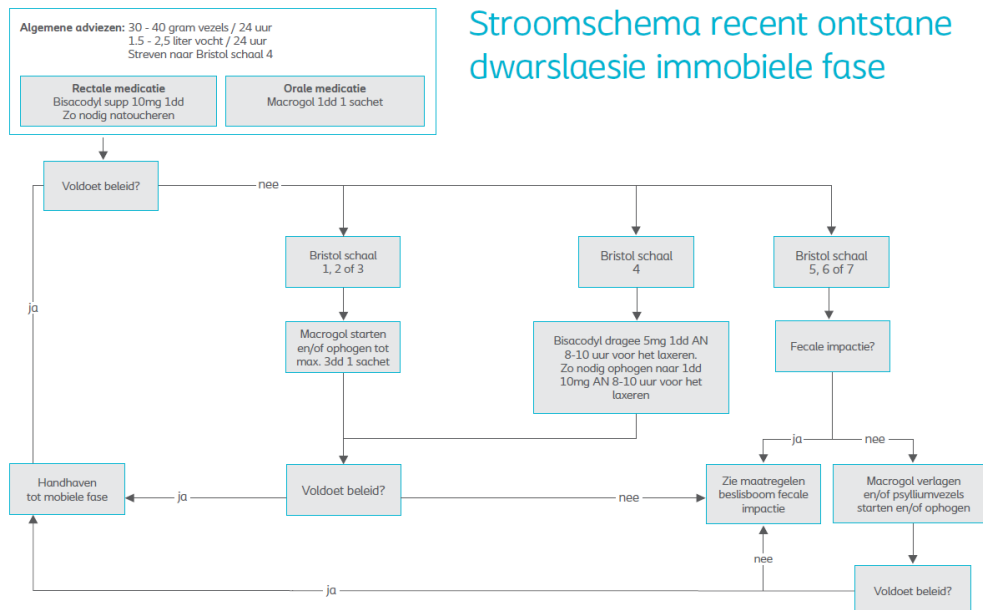 Stroomschema recent ontstane
dwarslaesie immobiele fase
Algemene adviezen: 30 - 40 gram vezels / 24 uur
1.5 - 2,5 liter vocht / 24 uur
Streven naar Bristol schaal 4
Rectale medicatie
Bisacodyl supp 10mg 1dd
Zo nodig natoucheren
Orale medicatie
Macrogol 1dd 1 sachet
Voldoet beleid?
nee
Bristol schaal
1, 2 of 3
Bristol schaal
4
Bristol schaal
5, 6 of 7
ja
Macrogol starten
en/of ophogen tot
max. 3dd 1 sachet
Bisacodyl dragee 5mg 1dd AN
8-10 uur voor het laxeren.
Zo nodig ophogen naar 1dd
10mg AN 8-10 uur voor het
laxeren
Fecale impactie?
ja
nee
Handhaven
tot mobiele fase
ja
Voldoet beleid?
nee
Zie maatregelen
beslisboom fecale
impactie
Macrogol verlagen
en/of psylliumvezels
starten en/of ophogen
nee
ja
Voldoet beleid?